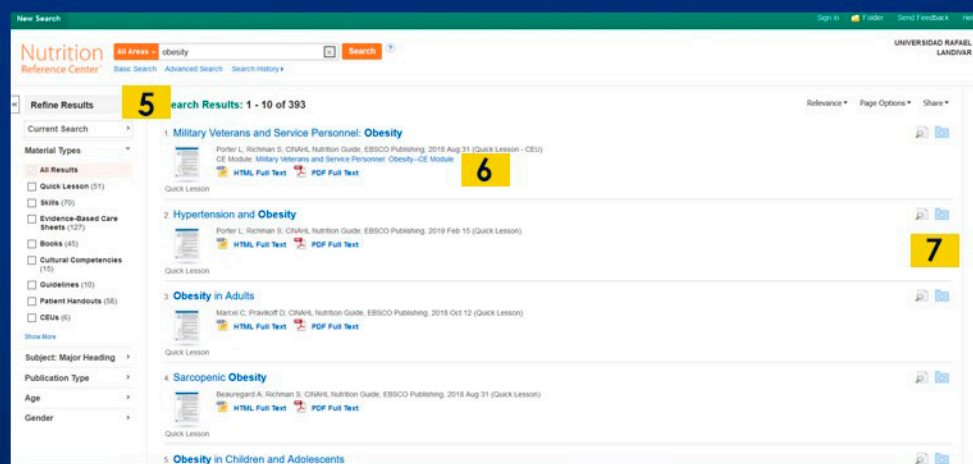 New Search
Sign In Folder Send Feedback Hel
Nutrition
Reference Center
All Areas obesity Search
Basic Search Advanced Search Search History
UNIVERSIDAD RAFAEL
LANDIVAR
Refine Results
5
earch Results: 1 - 10 of 393
Relevance Page Options Share
Current Search
Material Types
All Results
Quick Lesson (51)
Skills (70)
Evidence-Based Care
Sheets (127)
Books (45)
Cultural Competencies
(15)
Guidelines (10)
Patient Handouts (58)
CEUs (6)
Show More
Subject: Major Heading
Publication Type
Age
Gender
1. Military Veterans and Service Personnel: Obesity
Porter L; Richman S; CINAHL Nutrition Guide, EBSCO Publishing, 2018 Aug 31 (Quick Lesson - CEU)
CE Module: Military Veterans and Service Personnel: Obesity--CE Module
HTML Full Text PDF Full Text
6
Quick Lesson
2. Hypertension and Obesity
Porter L; Richman S; CINAHL Nutrition Guide, EBSCO Publishing, 2019 Feb 15 (Quick Lesson)
HTML Full Text PDF Full Text
7
Quick Lesson
3. Obesity in Adults
Marcel C; Pravikoff D; CINAHL Nutrition Guide, EBSCO Publishing, 2018 Oct 12 (Quick Lesson)
HTML Full Text PDF Full Text
Quick Lesson
4. Sarcopenic Obesity
Beauregard A; Richman S; CINAHL Nutrition Guide, EBSCO Publishing, 2018 Aug 31 (Quick Lesson)
HTML Full Text PDF Full Text
Quick Lesson
5. Obesity in Children and Adolescents